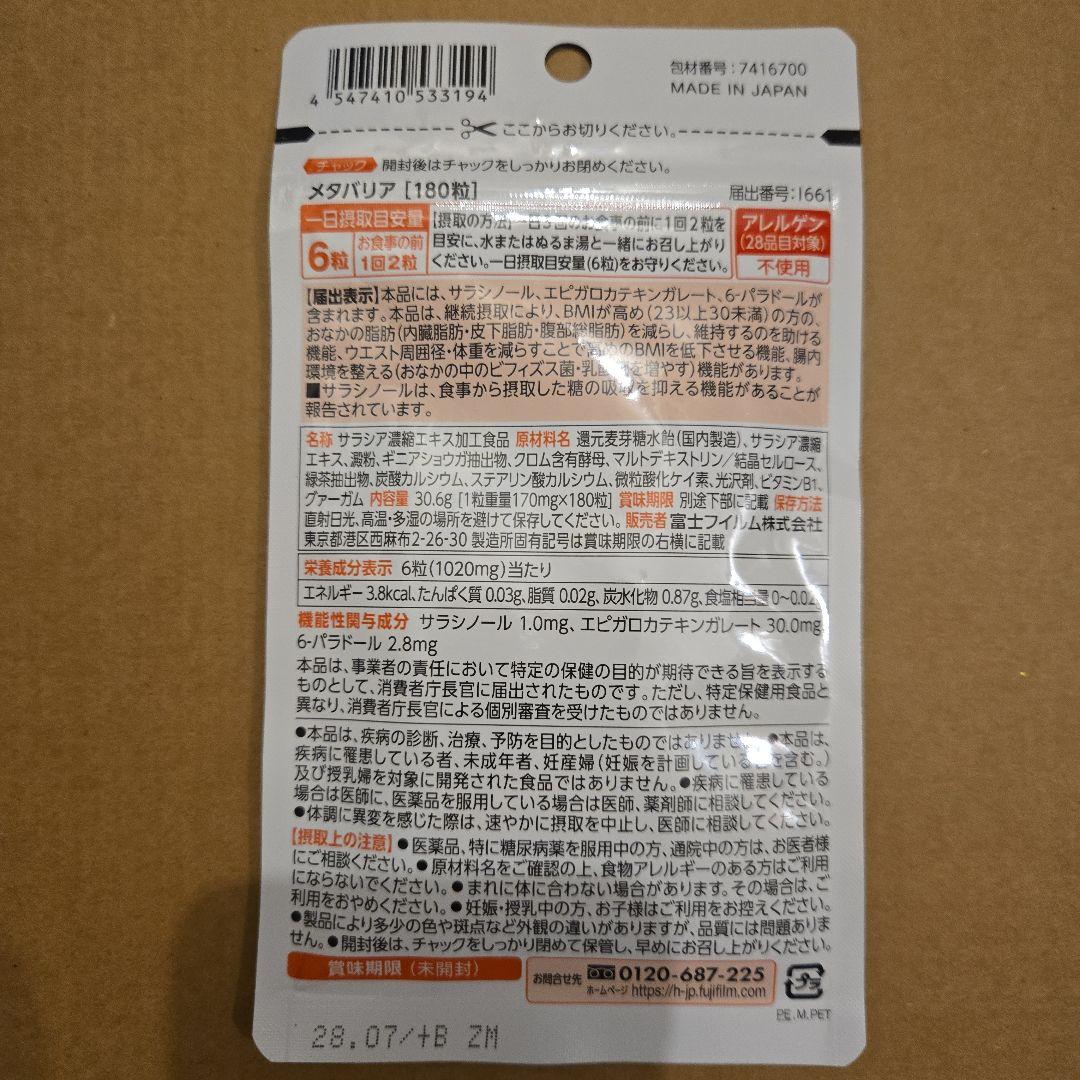 4 547410 533194
包材番号:7416700
MADE IN JAPAN
ここからお切りください。
チャック 開封後はチャックをしっかりお閉めください。
メタバリア [180粒] 届出番号:I661
一日摂取目安量
6粒 お食事の前 1回2粒
【摂取の方法】一日3回のお食事の前に1回2粒を
目安に、水またはぬるま湯と一緒にお召し上がり
ください。一日摂取目安量(6粒)をお守りください。
アレルゲン
(28品目対象)
不使用
【届出表示】本品には、サラシノール、エピガロカテキンガレート、6-パラドールが
含まれます。本品は、継続摂取により、BMIが高め(23以上30未満)の方の、
おなかの脂肪(内臓脂肪・皮下脂肪・腹部総脂肪)を減らし、維持するのを助ける
機能、ウエスト周囲径・体重を減らすことで高めのBMIを低下させる機能、腸内
環境を整える(おなかの中のビフィズス菌・乳酸菌を増やす)機能があります。
■サラシノールは、食事から摂取した糖の吸収を抑える機能があることが
報告されています。
名称 サラシア濃縮エキス加工食品 原材料名 還元麦芽糖水飴(国内製造)、サラシア濃縮
エキス、澱粉、ギニアショウガ抽出物、クロム含有酵母、マルトデキストリン/結晶セルロース、
緑茶抽出物、炭酸カルシウム、ステアリン酸カルシウム、微粒酸化ケイ素、光沢剤、ビタミンB1、
グァーガム 内容量 30.6g [1粒重量170mg×180粒] 賞味期限 別途下部に記載 保存方法
直射日光、高温・多湿の場所を避けて保存してください。 販売者 富士フイルム株式会社
東京都港区西麻布2-26-30 製造所固有記号は賞味期限の右横に記載
栄養成分表示 6粒(1020mg)当たり
エネルギー 3.8kcal、たんぱく質 0.03g、脂質 0.02g、炭水化物 0.87g、食塩相当量 0~0.02
機能性関与成分 サラシノール 1.0mg、エピガロカテキンガレート 30.0mg
6-パラドール 2.8mg
本品は、事業者の責任において特定の保健の目的が期待できる旨を表示する
ものとして、消費者庁長官に届出されたものです。ただし、特定保健用食品と
異なり、消費者庁長官による個別審査を受けたものではありません。
●本品は、疾病の診断、治療、予防を目的としたものではありません。●本品は、
疾病に罹患している者、未成年者、妊産婦(妊娠を計画している者を含む。)
及び授乳婦を対象に開発された食品ではありません。●疾病に罹患している
場合は医師に、医薬品を服用している場合は医師、薬剤師に相談してください。
●体調に異変を感じた際は、速やかに摂取を中止し、医師に相談してください。
【摂取上の注意】●医薬品、特に糖尿病薬を服用中の方、通院中の方は、お医者様
にご相談ください。●原材料名をご確認の上、食物アレルギーのある方はご利用
にならないでください。●まれに体に合わない場合があります。その場合は、ご
利用をおやめください。●妊娠・授乳中の方、お子様はご利用をお控えください。
●製品により多少の色や斑点など外観の違いがありますが、品質には問題ありま
せん。●開封後は、チャックをしっかり閉めて保管し、早めにお召し上がりください。
賞味期限(未開封)
お問合せ先 0120-687-225
ホームページ https://h-jp.fujifilm.com
プラ
PE,M,PET
28.07/+B ZM